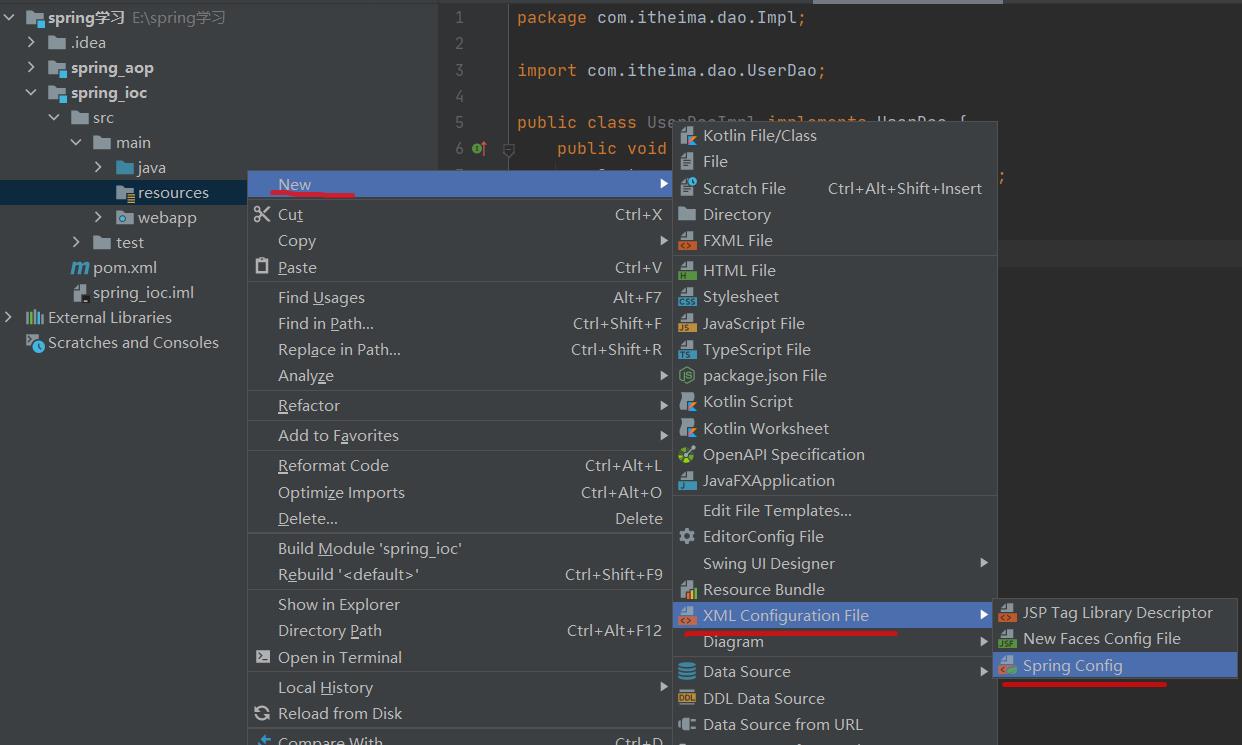 spring学习 E:\spring学习
.idea
spring_aop
spring_ioc
src
main
java
resources
webapp
test
pom.xml
spring_ioc.iml
External Libraries
Scratches and Consoles
1 package com.itheima.dao.Impl;
2
3 import com.itheima.dao.UserDao;
4
5 public class UserDaoImpl implements UserDao {
6 public void
;
New
Cut Ctrl+X
Copy
Paste Ctrl+V
Find Usages Alt+F7
Find in Path... Ctrl+Shift+F
Replace in Path... Ctrl+Shift+R
Analyze
Refactor
Add to Favorites
Reformat Code Ctrl+Alt+L
Optimize Imports Ctrl+Alt+O
Delete... Delete
Build Module 'spring_ioc'
Rebuild '<default>' Ctrl+Shift+F9
Show in Explorer
Directory Path Ctrl+Alt+F12
Open in Terminal
Local History
Reload from Disk
Compare With Ctrl+D
Kotlin File/Class
File
Scratch File Ctrl+Alt+Shift+Insert
Directory
FXML File
HTML File
Stylesheet
JavaScript File
TypeScript File
package.json File
Kotlin Script
Kotlin Worksheet
OpenAPI Specification
JavaFXApplication
Edit File Templates...
EditorConfig File
Swing UI Designer
Resource Bundle
XML Configuration File
Diagram
Data Source
DDL Data Source
Data Source from URL
JSP Tag Library Descriptor
New Faces Config File
Spring Config